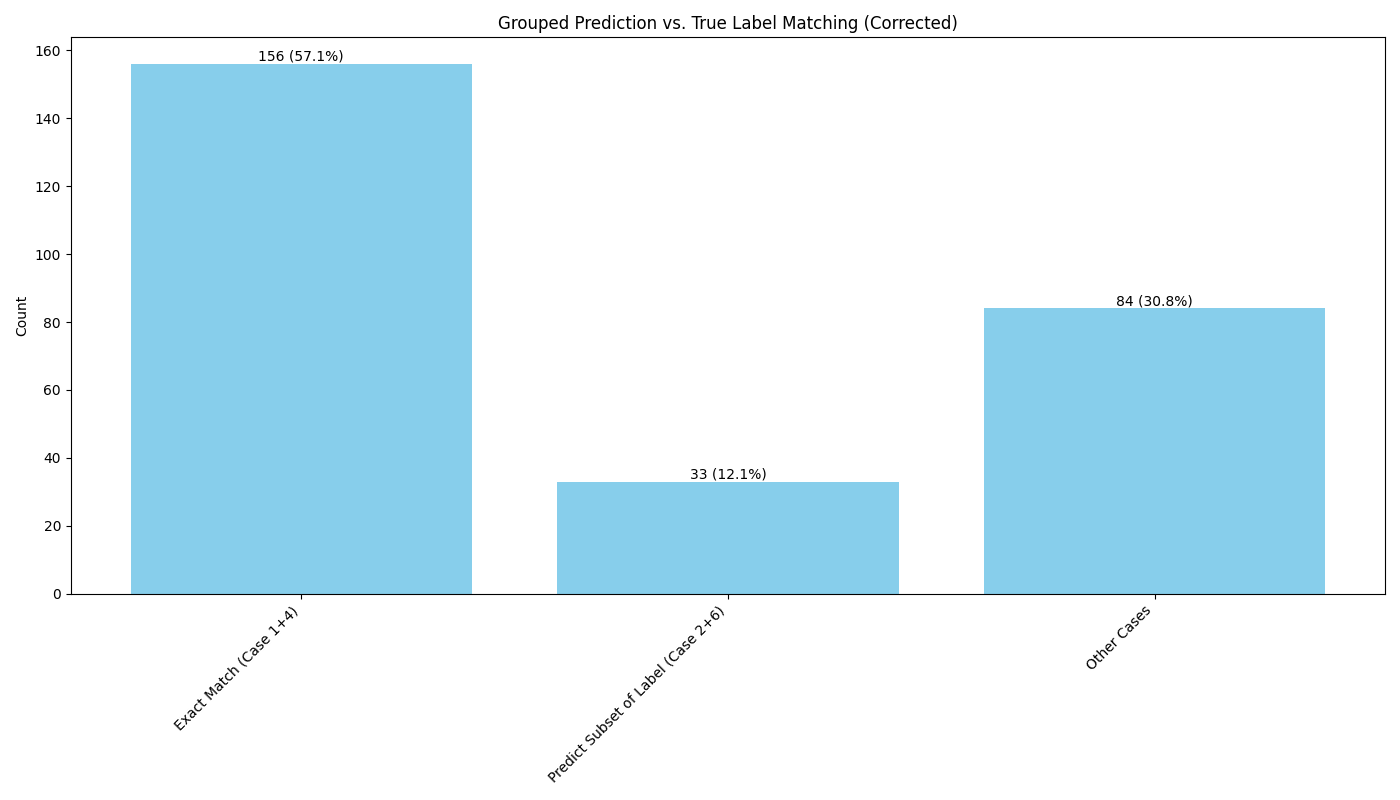 Grouped Prediction vs. True Label Matching (Corrected)
160
140
120
100
80
60
40
20
0
Count
156 (57.1%)
33 (12.1%)
84 (30.8%)
Exact Match (Case 1+4)
Predict Subset of Label (Case 2+6)
Other Cases